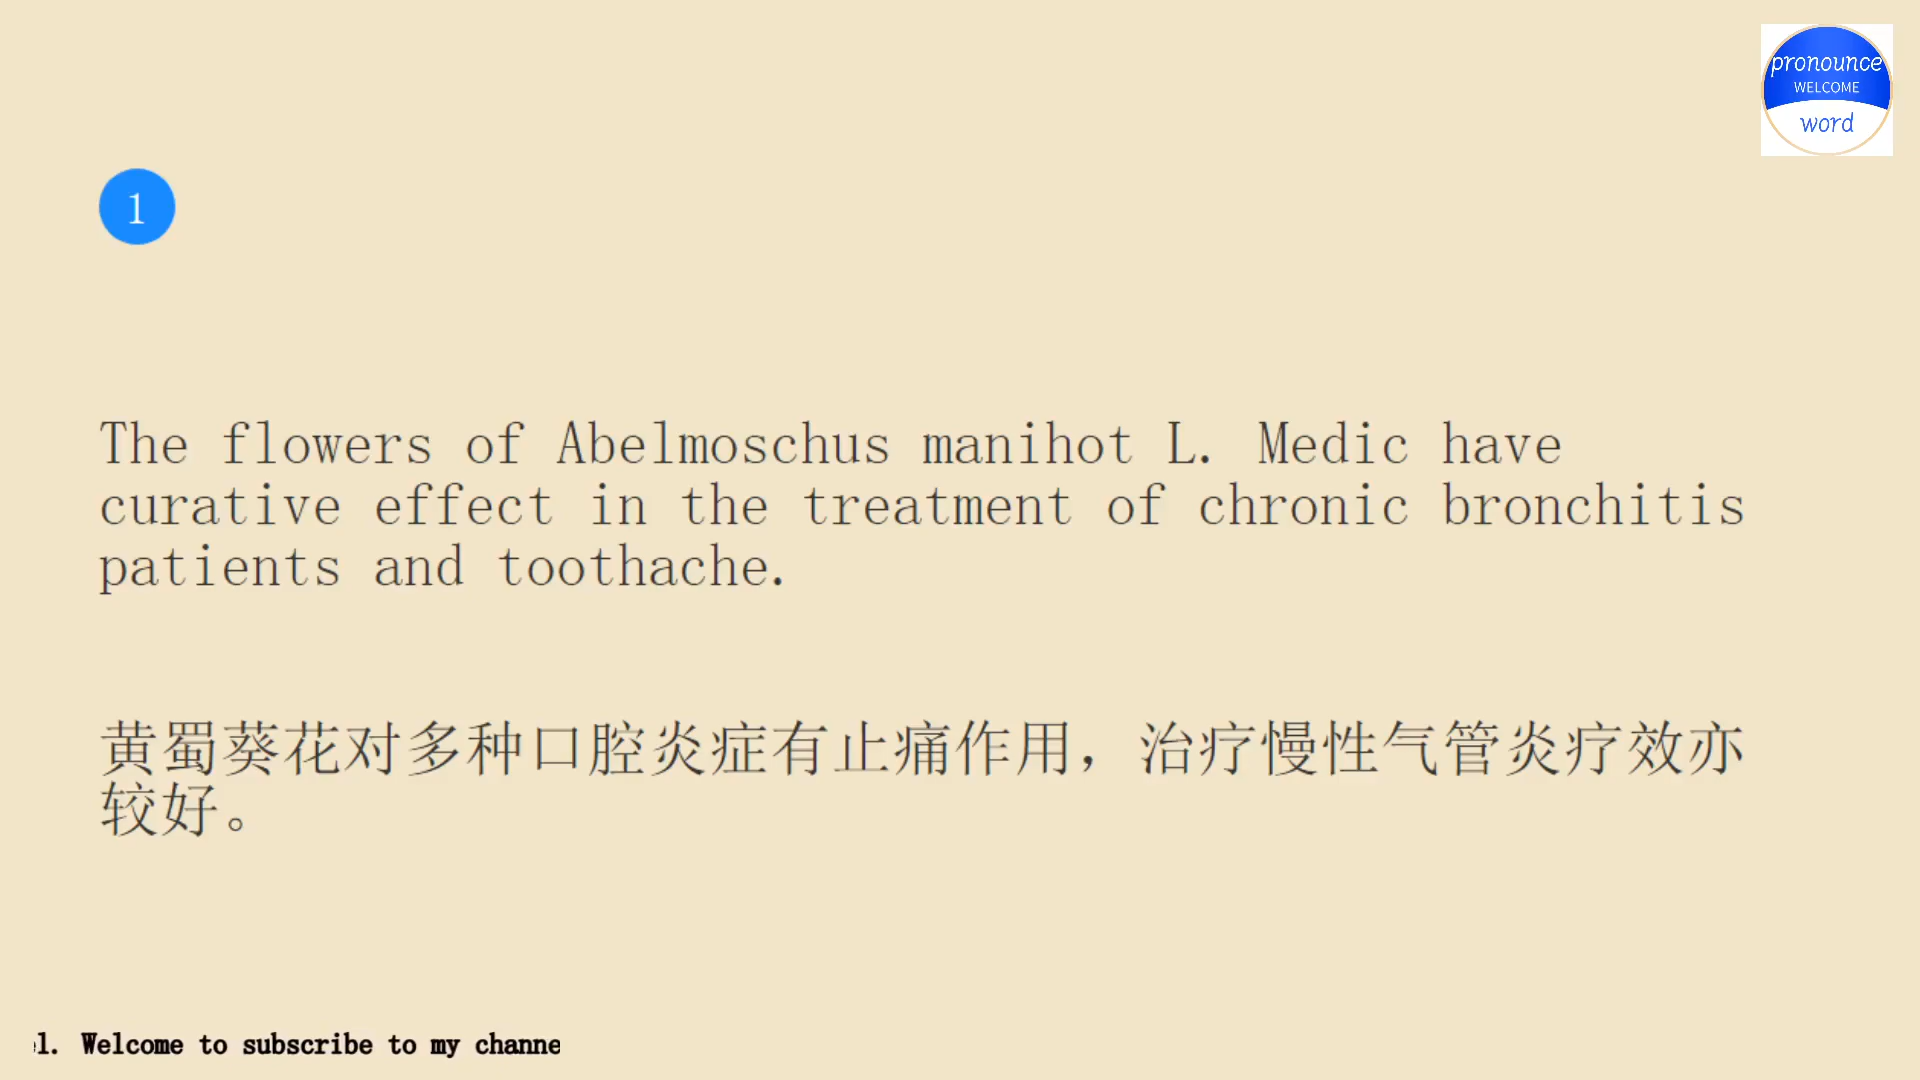 pronounce
WELCOME
word
1
The flowers of Abelmoschus manihot L. Medic have
curative effect in the treatment of chronic bronchitis
patients and toothache.
黄蜀葵花对多种口腔炎症有止痛作用，治疗慢性气管炎疗效亦
较好。
el. Welcome to subscribe to my channe